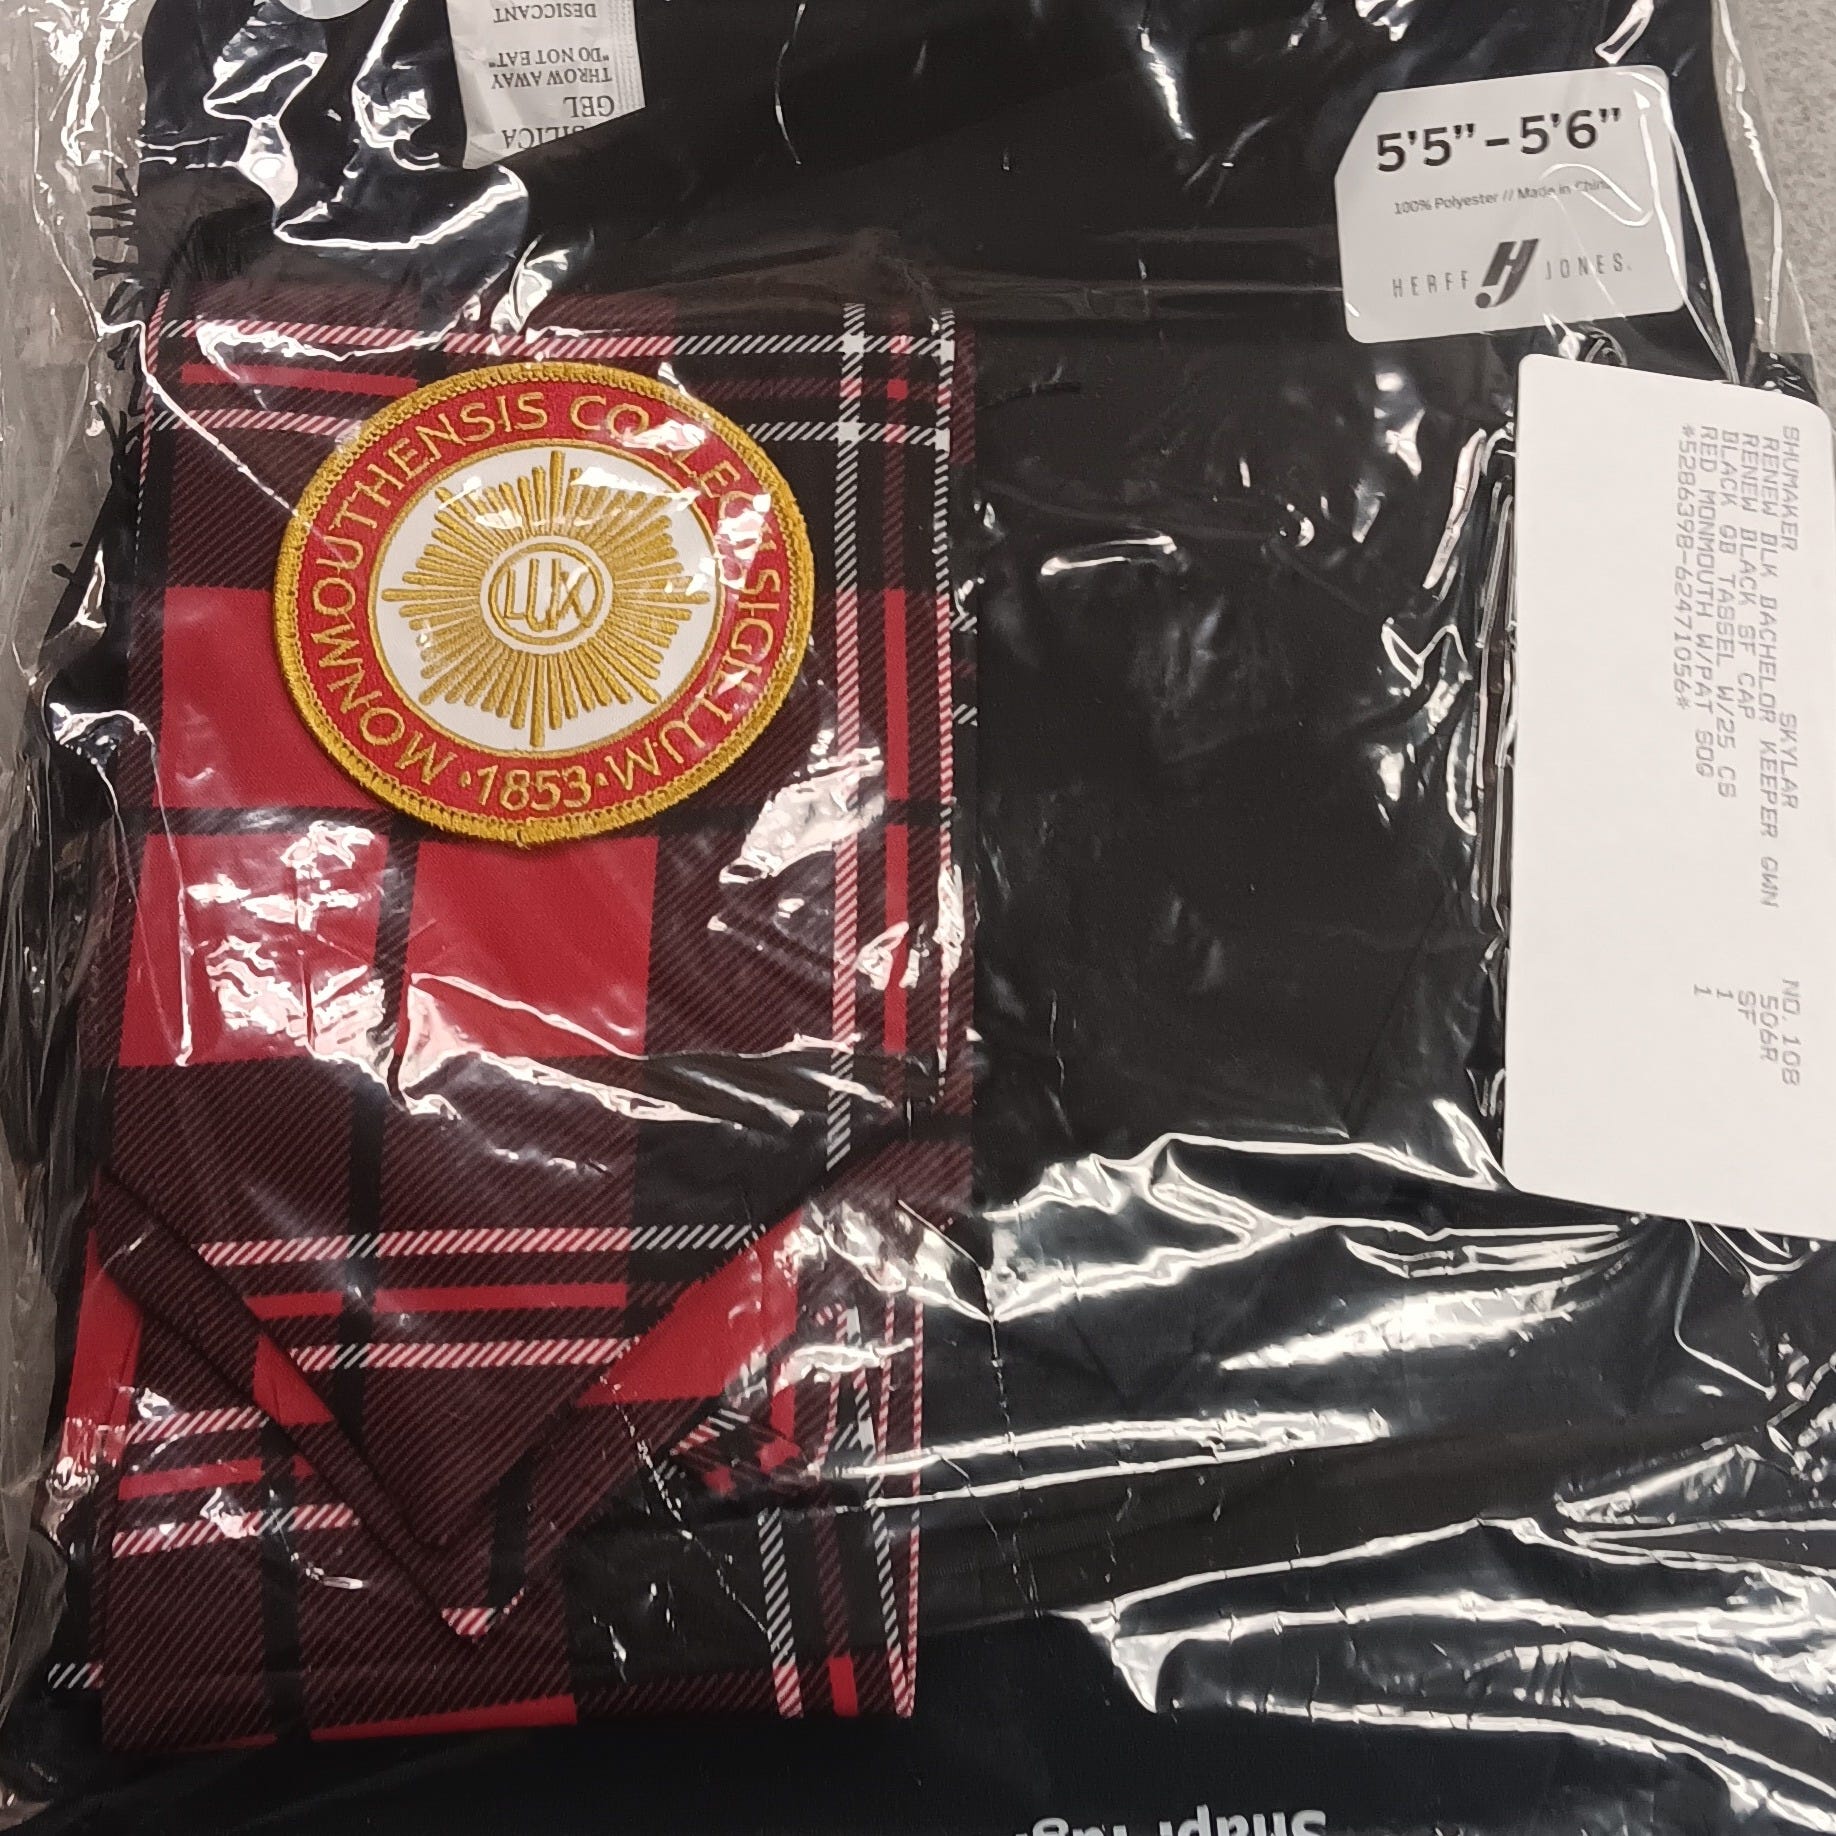 SILICA
GEL
THROW AWAY
"DO NOT EAT"
DESICCANT
5'5" - 5'6"
100% Polyester // Made in China
HERFF HJ JONES.
MONMOUTHENSIS COLLEGII SIGILLUM
LUX
·1853·
SHUMAKER SKYLAR NO. 108
RENEW BLK BACHELOR KEEPER GWN 506R
RENEW BLACK SF CAP SF
BLACK GB TASSEL W/25 CB 1
RED MONMOUTH W/PAT SOG 1
*5286398-62471056*